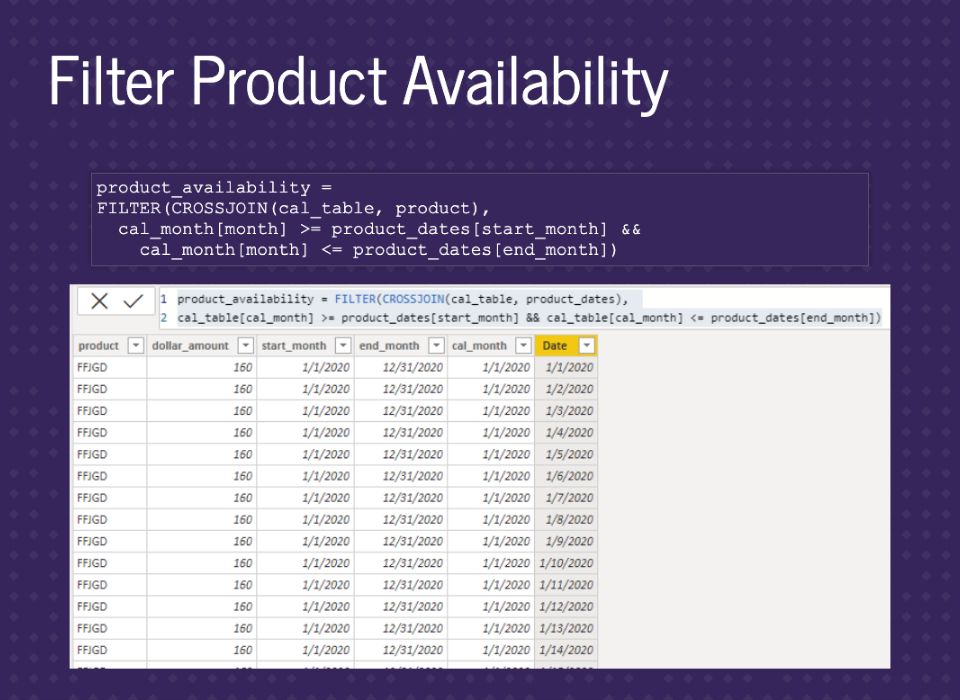 Filter Product Availability
product_availability =
FILTER(CROSSJOIN(cal_table, product),
cal_month[month] >= product_dates[start_month] &&
cal_month[month] <= product_dates[end_month])
1 product_availability = FILTER(CROSSJOIN(cal_table, product_dates),
2 cal_table[cal_month] >= product_dates[start_month] && cal_table[cal_month] <= product_dates[end_month])
product dollar_amount start_month end_month cal_month Date
FFJGD 160 1/1/2020 12/31/2020 1/1/2020 1/1/2020
FFJGD 160 1/1/2020 12/31/2020 1/1/2020 1/2/2020
FFJGD 160 1/1/2020 12/31/2020 1/1/2020 1/3/2020
FFJGD 160 1/1/2020 12/31/2020 1/1/2020 1/4/2020
FFJGD 160 1/1/2020 12/31/2020 1/1/2020 1/5/2020
FFJGD 160 1/1/2020 12/31/2020 1/1/2020 1/6/2020
FFJGD 160 1/1/2020 12/31/2020 1/1/2020 1/7/2020
FFJGD 160 1/1/2020 12/31/2020 1/1/2020 1/8/2020
FFJGD 160 1/1/2020 12/31/2020 1/1/2020 1/9/2020
FFJGD 160 1/1/2020 12/31/2020 1/1/2020 1/10/2020
FFJGD 160 1/1/2020 12/31/2020 1/1/2020 1/11/2020
FFJGD 160 1/1/2020 12/31/2020 1/1/2020 1/12/2020
FFJGD 160 1/1/2020 12/31/2020 1/1/2020 1/13/2020
FFJGD 160 1/1/2020 12/31/2020 1/1/2020 1/14/2020